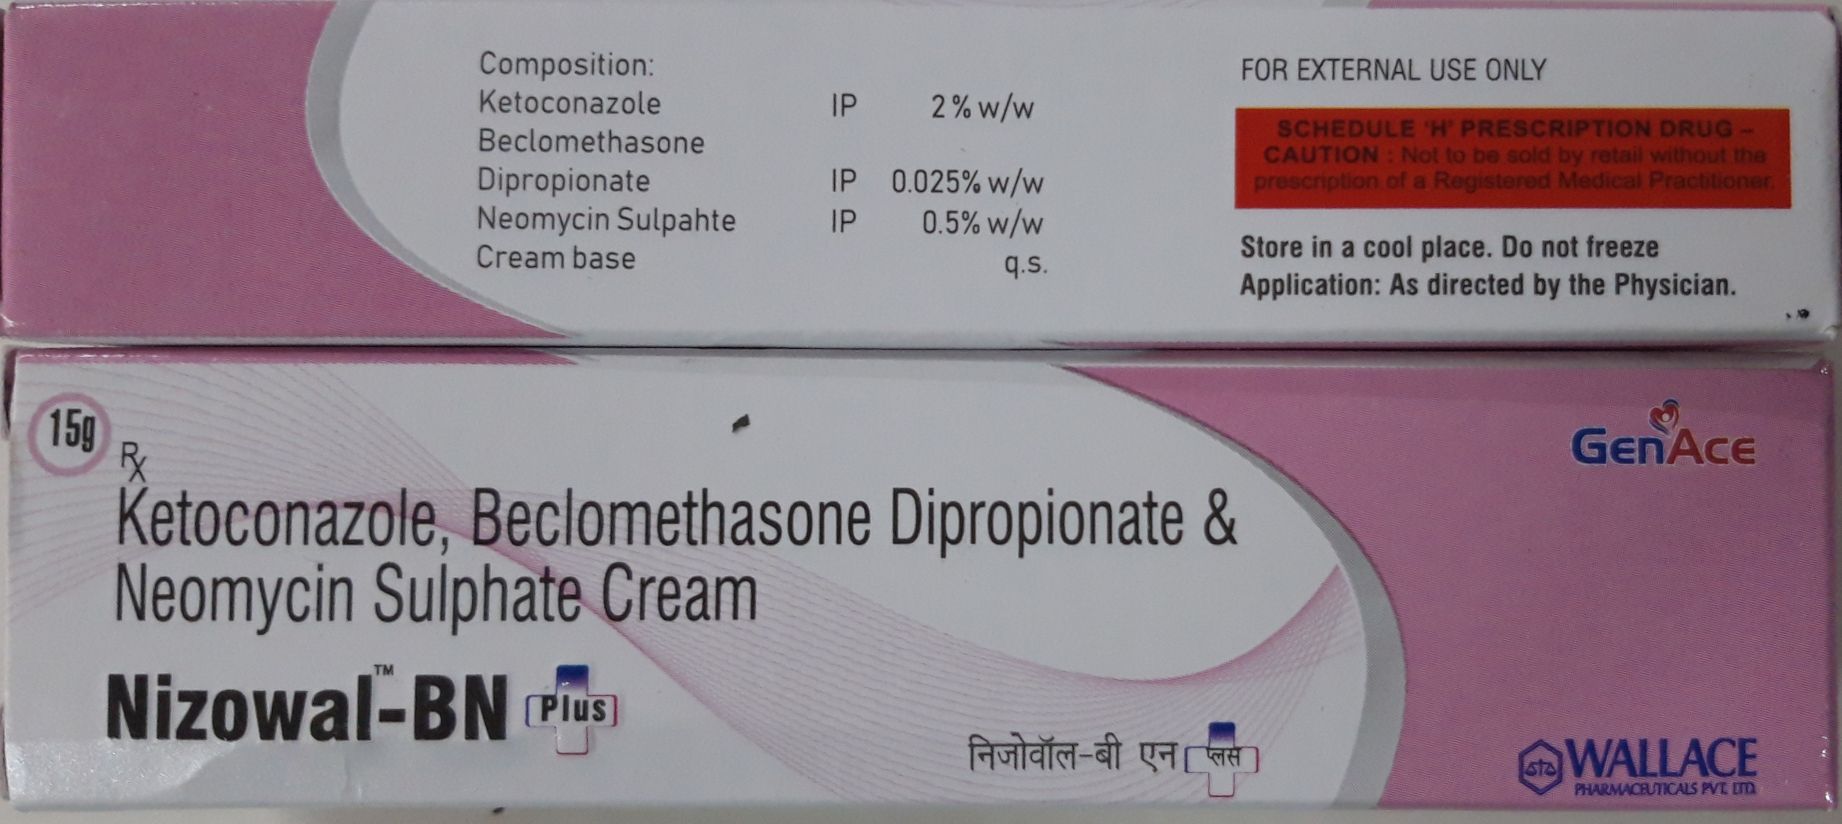 Composition:
Ketoconazole IP 2% w/w
Beclomethasone
Dipropionate IP 0.025% w/w
Neomycin Sulpahte IP 0.5% w/w
Cream base q.s.
FOR EXTERNAL USE ONLY
SCHEDULE 'H' PRESCRIPTION DRUG –
CAUTION : Not to be sold by retail without the
prescription of a Registered Medical Practitioner.
Store in a cool place. Do not freeze
Application: As directed by the Physician.
15g
Rx
Ketoconazole, Beclomethasone Dipropionate &
Neomycin Sulphate Cream
Nizowal™-BN Plus
निजोवॉल-बी एन प्लस
GenAce
WALLACE
PHARMACEUTICALS PVT. LTD.